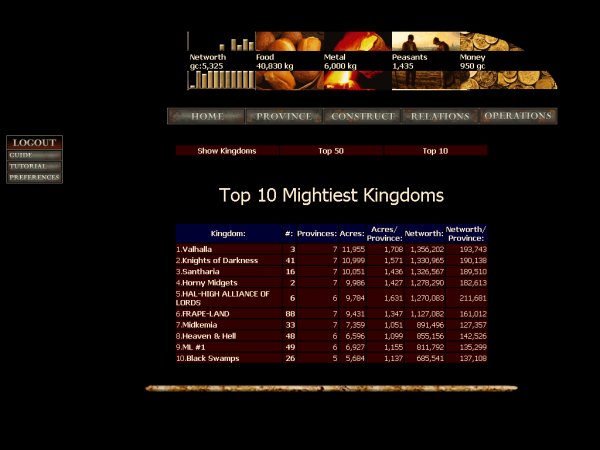 Networth Food Metal Peasants Money
gc:5,325 40,830 kg 6,000 kg 1,435 950 gc
HOME PROVINCE CONSTRUCT RELATIONS OPERATIONS
LOGOUT
GUIDE
TUTORIAL
PREFERENCES
Show Kingdoms Top 50 Top 10
Top 10 Mightiest Kingdoms
Kingdom: #: Provinces: Acres: Acres/ Province: Networth: Networth/ Province:
1.Valhalla 3 7 11,955 1,708 1,356,202 193,743
2.Knights of Darkness 41 7 10,999 1,571 1,330,965 190,138
3.Santharia 16 7 10,051 1,436 1,326,567 189,510
4.Horny Midgets 2 7 9,986 1,427 1,278,290 182,613
5.HAL-HIGH ALLIANCE OF
LORDS 6 6 9,784 1,631 1,270,083 211,681
6.FRAPE-LAND 88 7 9,431 1,347 1,127,082 161,012
7.Midkemia 33 7 7,359 1,051 891,496 127,357
8.Heaven & Hell 48 6 6,596 1,099 855,156 142,526
9.ML #1 49 6 6,927 1,155 811,792 135,299
10.Black Swamps 26 5 5,684 1,137 685,541 137,108